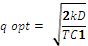 q opt = √(2kD / TC1)